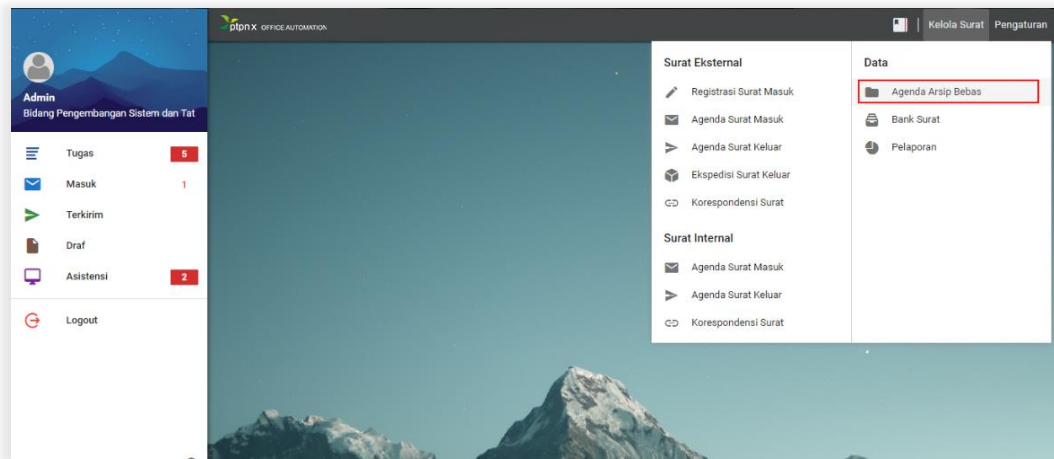 ptpn x OFFICE AUTOMATION
Kelola Surat
Pengaturan
Admin
Bidang Pengembangan Sistem dan Tat
Tugas 5
Masuk 1
Terkirim
Draf
Asistensi 2
Logout
Surat Eksternal
Registrasi Surat Masuk
Agenda Surat Masuk
Agenda Surat Keluar
Ekspedisi Surat Keluar
Korespondensi Surat
Surat Internal
Agenda Surat Masuk
Agenda Surat Keluar
Korespondensi Surat
Data
Agenda Arsip Bebas
Bank Surat
Pelaporan